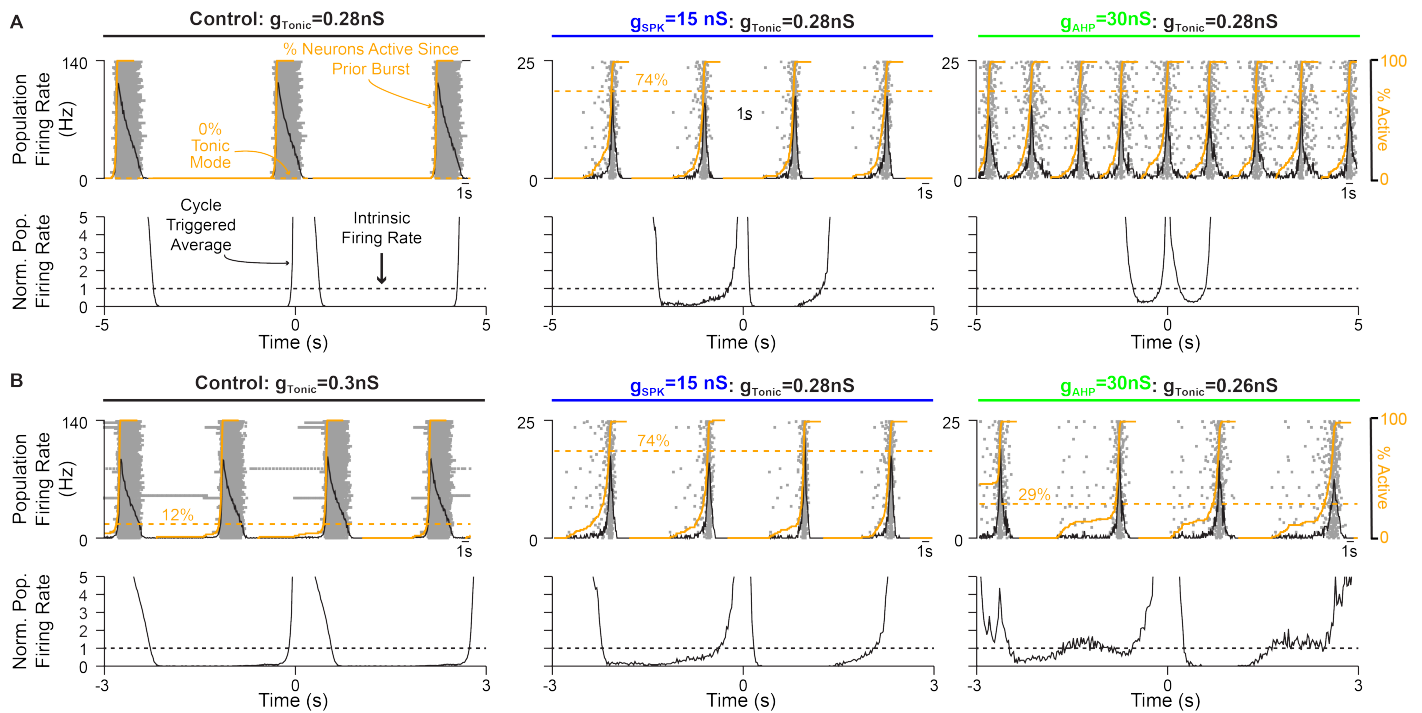 A
Control: gTonic=0.28nS
gSPK=15 nS: gTonic=0.28nS
gAHP=30nS: gTonic=0.28nS
Population
Firing Rate
(Hz)
140
0
% Neurons Active Since
Prior Burst
0%
Tonic
Mode
1s
25
0
74%
1s
25
0
1s
100
0
% Active
Norm. Pop.
Firing Rate
5
4
3
2
1
0
Cycle
Triggered
Average
Intrinsic
Firing Rate
-5 0 5
Time (s)
-5 0 5
Time (s)
-5 0 5
Time (s)
B
Control: gTonic=0.3nS
gSPK=15 nS: gTonic=0.28nS
gAHP=30nS: gTonic=0.26nS
Population
Firing Rate
(Hz)
140
0
12%
1s
25
0
74%
1s
25
0
29%
1s
100
0
% Active
Norm. Pop.
Firing Rate
5
4
3
2
1
0
-3 0 3
Time (s)
-3 0 3
Time (s)
-3 0 3
Time (s)